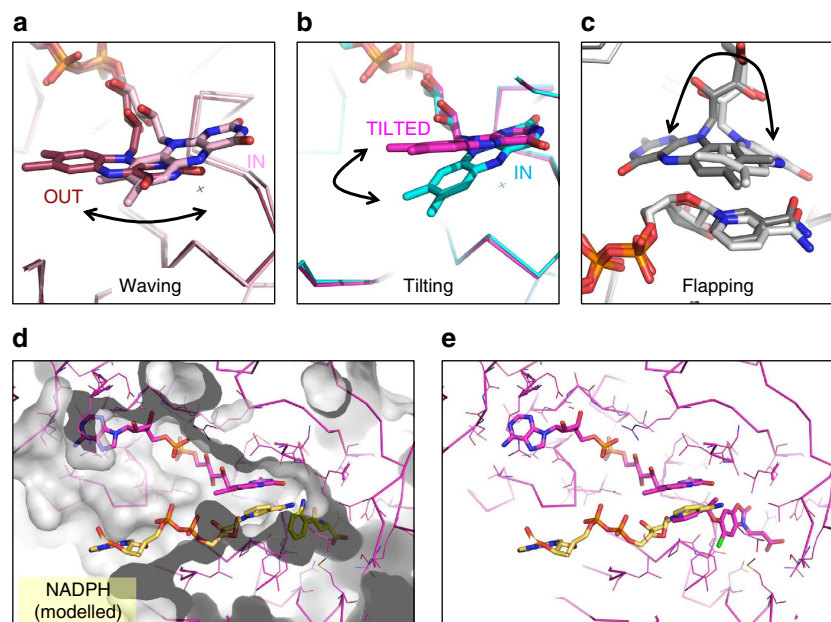 a
b
c
OUT
IN
Waving
TILTED
IN
Tilting
Flapping
d
e
NADPH
(modelled)